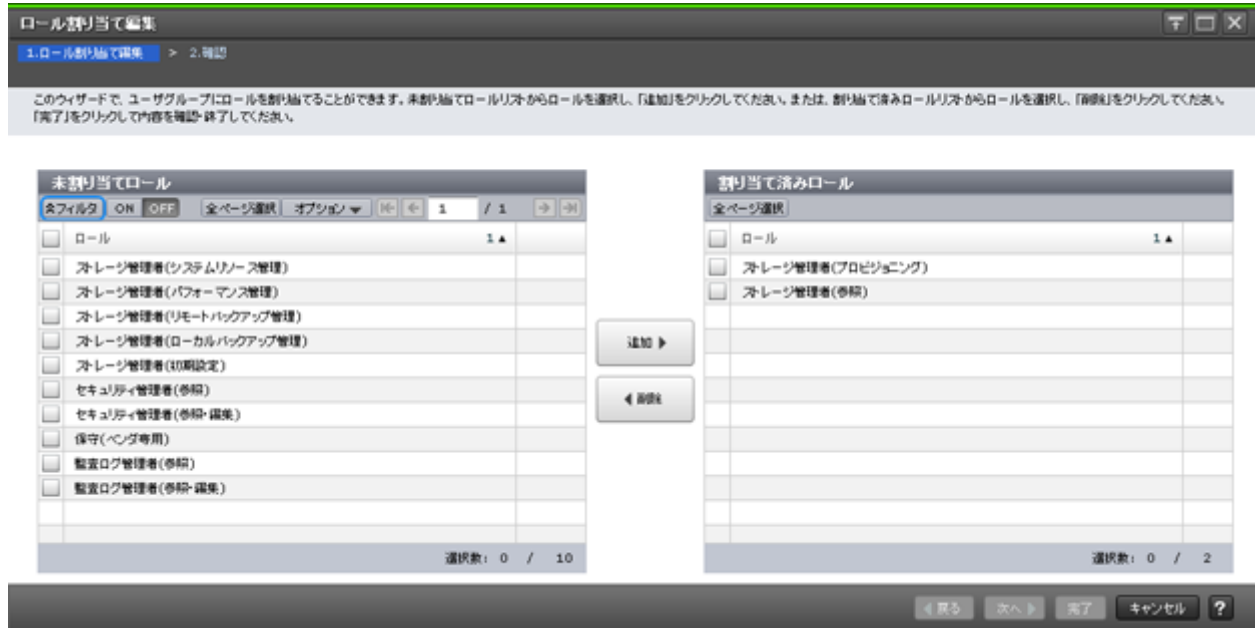 ロール割り当て編集
1.ロール割り当て編集 > 2.確認
このウィザードで、ユーザグループにロールを割り当てることができます。未割り当てロールリストからロールを選択し、「追加」をクリックしてください。または、割り当て済みロールリストからロールを選択し、「削除」をクリックしてください。
「完了」をクリックして内容を確認・終了してください。
未割り当てロール
全フィルタ ON OFF 全ページ選択 オプション 1 / 1
ロール 1
ストレージ管理者(システムリソース管理)
ストレージ管理者(パフォーマンス管理)
ストレージ管理者(リモートバックアップ管理)
ストレージ管理者(ローカルバックアップ管理)
ストレージ管理者(初期設定)
セキュリティ管理者(参照)
セキュリティ管理者(参照・編集)
保守(ベンダ専用)
監査ログ管理者(参照)
監査ログ管理者(参照・編集)
選択数: 0 / 10
追加
削除
割り当て済みロール
全ページ選択
ロール 1
ストレージ管理者(プロビジョニング)
ストレージ管理者(参照)
選択数: 0 / 2
戻る 次へ 完了 キャンセル ?